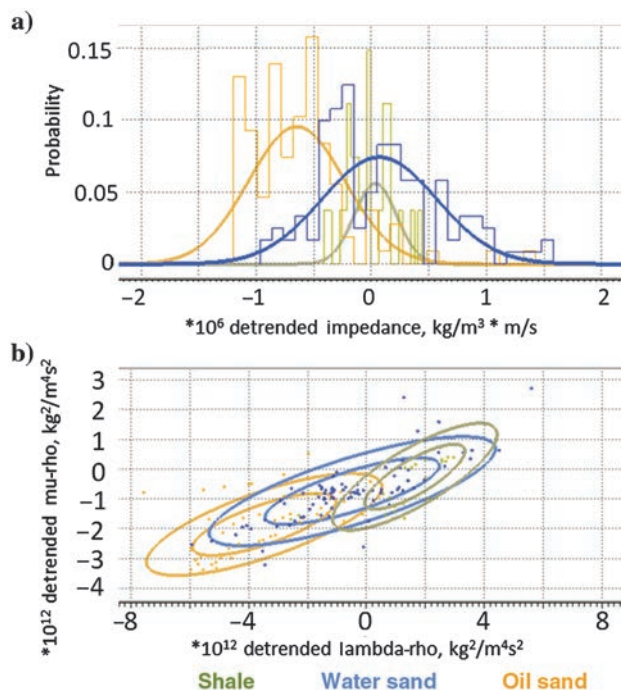 a)
0.15
0.1
0.05
0
Probability
−2 −1 0 1 2
*10⁶ detrended impedance, kg/m³ * m/s
b)
3
2
1
0
−1
−2
−3
−4
*10¹² detrended mu-rho, kg²/m⁴s²
−8 −4 0 4 8
*10¹² detrended lambda-rho, kg²/m⁴s²
Shale Water sand Oil sand